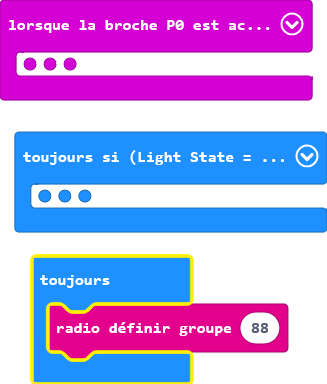 lorsque la broche P0 est ac...
toujours si (Light State = ...
toujours
radio définir groupe 88